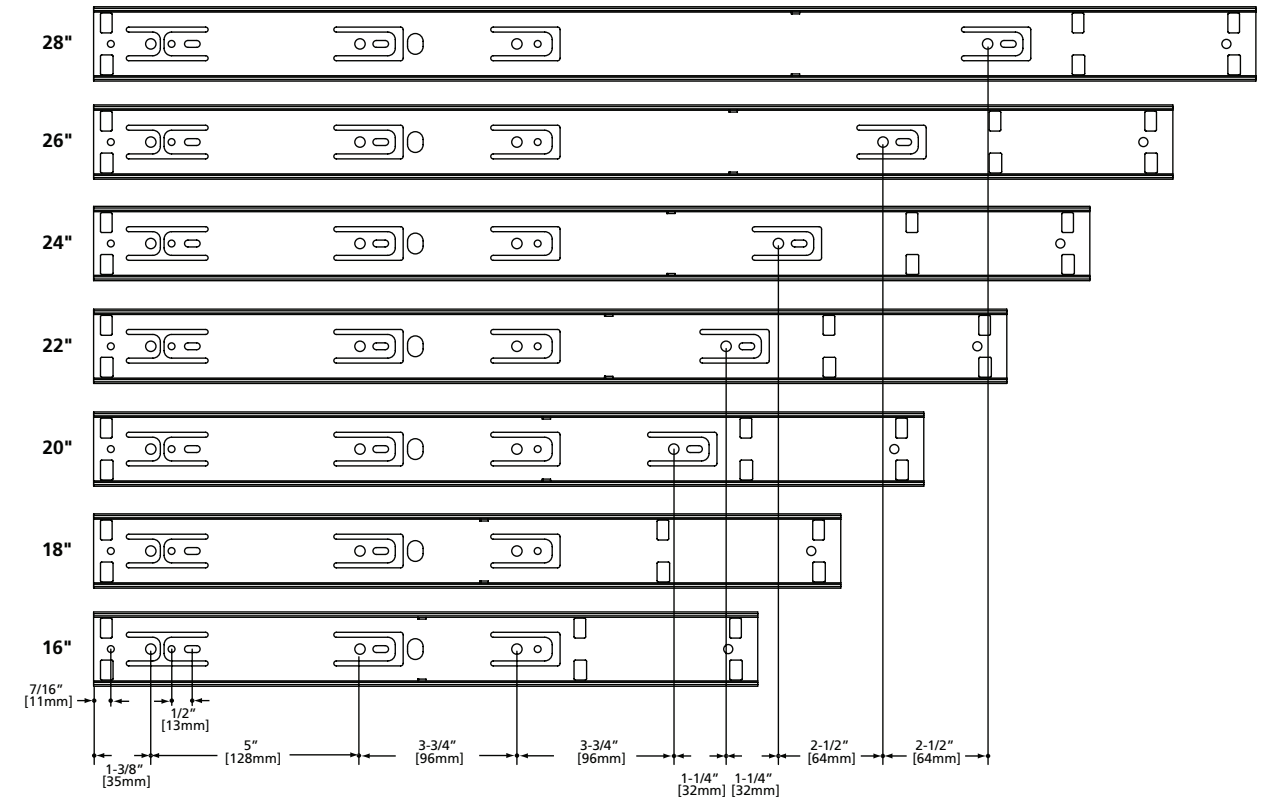 28"
26"
24"
22"
20"
18"
16"
7/16”
[11mm]
1/2”
[13mm]
1-3/8”
[35mm]
5”
[128mm]
3-3/4”
[96mm]
3-3/4”
[96mm]
1-1/4”
[32mm]
1-1/4”
[32mm]
2-1/2”
[64mm]
2-1/2”
[64mm]